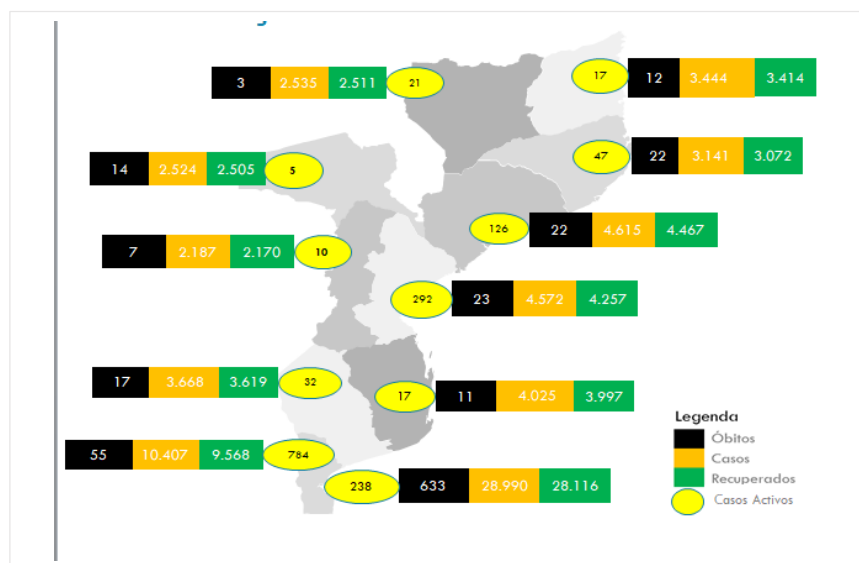 3 2.535 2.511 21
17 12 3.444 3.414
14 2.524 2.505 5
47 22 3.141 3.072
126 22 4.615 4.467
7 2.187 2.170 10
292 23 4.572 4.257
17 3.668 3.619 32
17 11 4.025 3.997
55 10.407 9.568 784
238 633 28.990 28.116
Legenda
Óbitos
Casos
Recuperados
Casos Activos